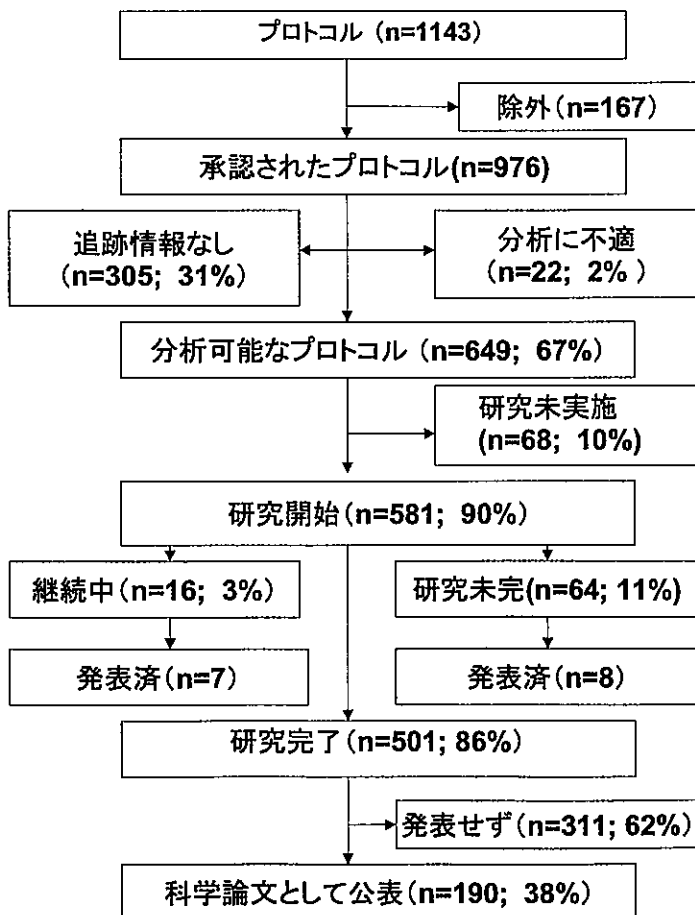 プロトコル (n=1143)
除外(n=167)
承認されたプロトコル(n=976)
追跡情報なし
(n=305; 31%)
分析に不適
(n=22; 2% )
分析可能なプロトコル (n=649; 67%)
研究未実施
(n=68; 10%)
研究開始(n=581; 90%)
継続中(n=16; 3%)
研究未完(n=64; 11%)
発表済(n=7)
発表済(n=8)
研究完了(n=501; 86%)
発表せず(n=311; 62%)
科学論文として公表(n=190; 38%)